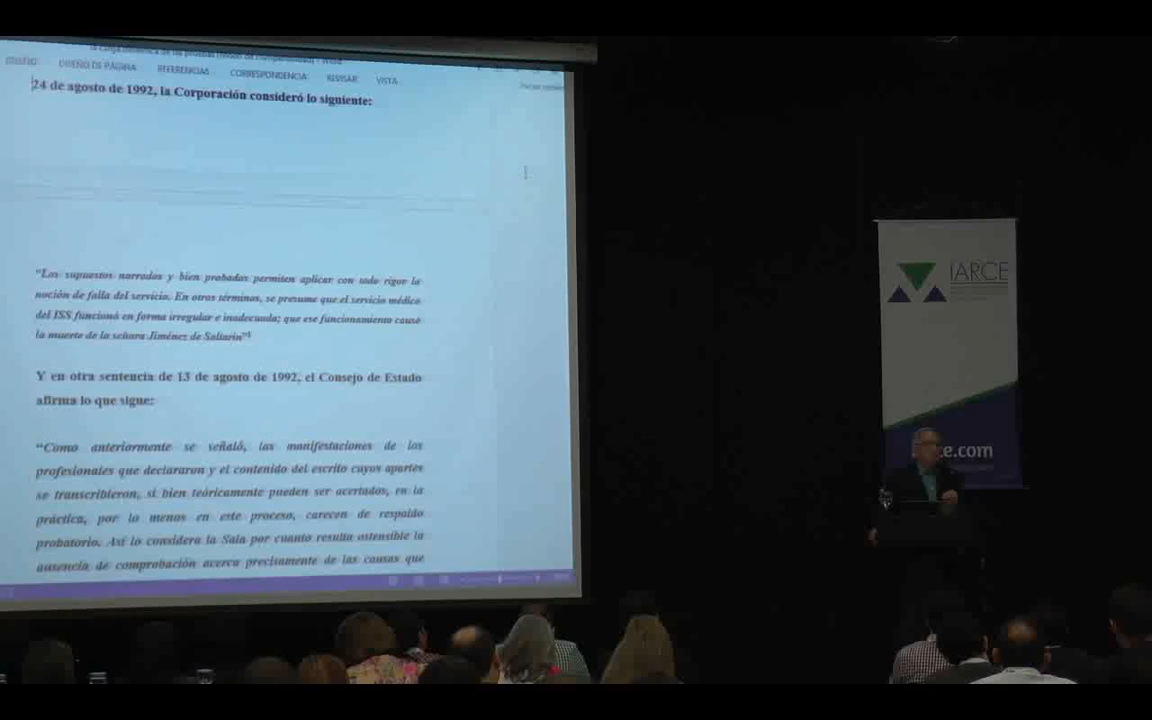 DISEÑO DE PÁGINA REFERENCIAS CORRESPONDENCIA REVISAR VISTA
24 de agosto de 1992, la Corporación consideró lo siguiente:
"Los supuestos narrados y bien probados permiten aplicar con todo rigor la
noción de falla del servicio. En otros términos, se presume que el servicio médico
del ISS funcionó en forma irregular e inadecuada; que ese funcionamiento causó
la muerte de la señora Jiménez de Soltarin"
Y en otra sentencia de 13 de agosto de 1992, el Consejo de Estado
afirma lo que sigue:
"Como anteriormente se señaló, las manifestaciones de los
profesionales que declararon y el contenido del escrito cuyos apartes
se transcribieron, si bien teóricamente pueden ser acertados, en la
práctica, por lo menos en este proceso, carecen de respaldo
probatorio. Así lo considera la Sala por cuanto resulta ostensible la
ausencia de comprobación acerca precisamente de las causas que
IARCE
ce.com